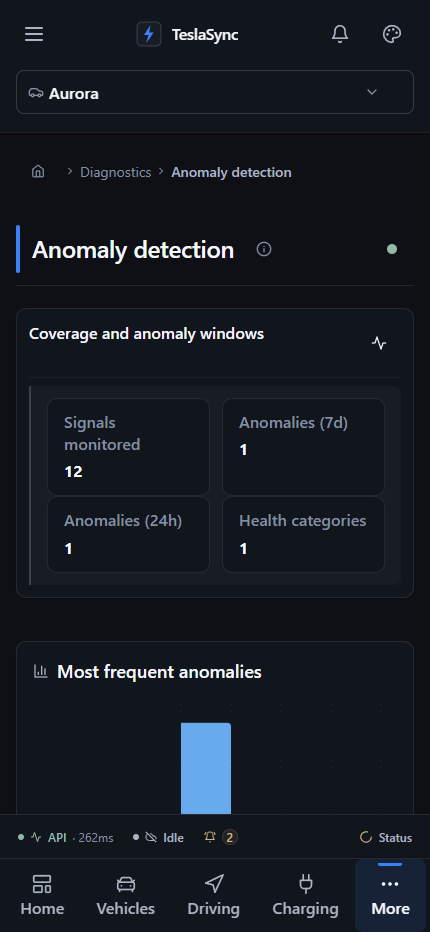 TeslaSync
Aurora
Diagnostics
Anomaly detection
Anomaly detection
Coverage and anomaly windows
Signals
monitored
12
Anomalies (7d)
1
Anomalies (24h)
1
Health categories
1
Most frequent anomalies
API · 262ms
Idle
2
Status
Home
Vehicles
Driving
Charging
More